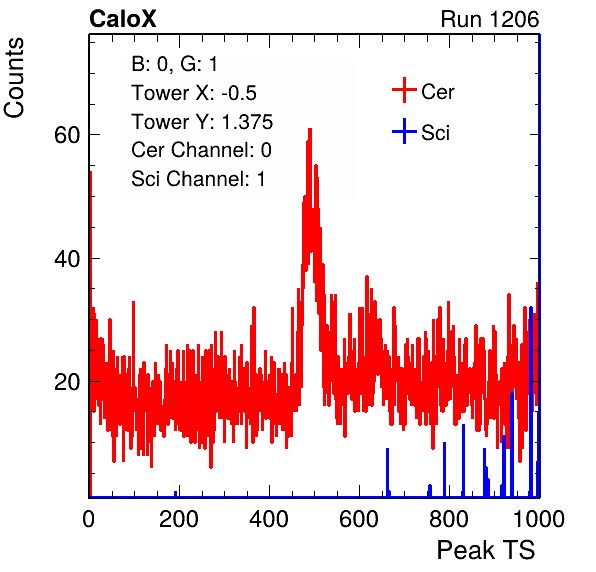 CaloX Run 1206
Counts
B: 0, G: 1
Tower X: -0.5
Tower Y: 1.375
Cer Channel: 0
Sci Channel: 1
Cer
Sci
60
40
20
0 200 400 600 800 1000
Peak TS